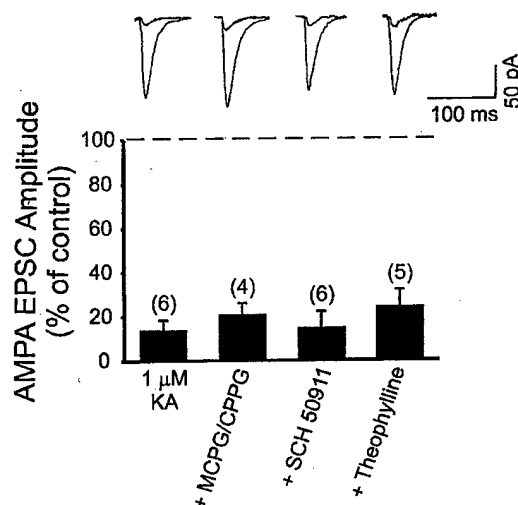 50 pA
100 ms
AMPA EPSC Amplitude
(% of control)
100
80
60
40
20
0
(6)
(4)
(6)
(5)
1 μM
KA
+ MCPG/CPPG
+ SCH 50911
+ Theophylline